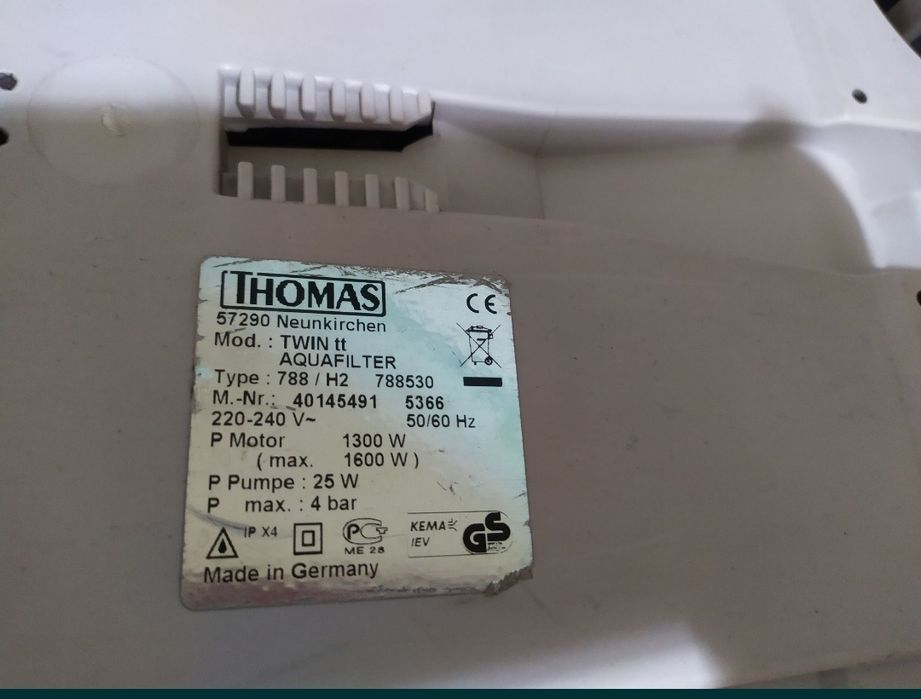 THOMAS
CE
57290 Neunkirchen
Mod. : TWIN tt
AQUAFILTER
Type : 788 / H2 788530
M.-Nr.: 40145491 5366
220-240 V~ 50/60 Hz
P Motor 1300 W
( max. 1600 W )
P Pumpe : 25 W
P max. : 4 bar
IP X4
ME 28
KEMA
IEV
GS
Made in Germany